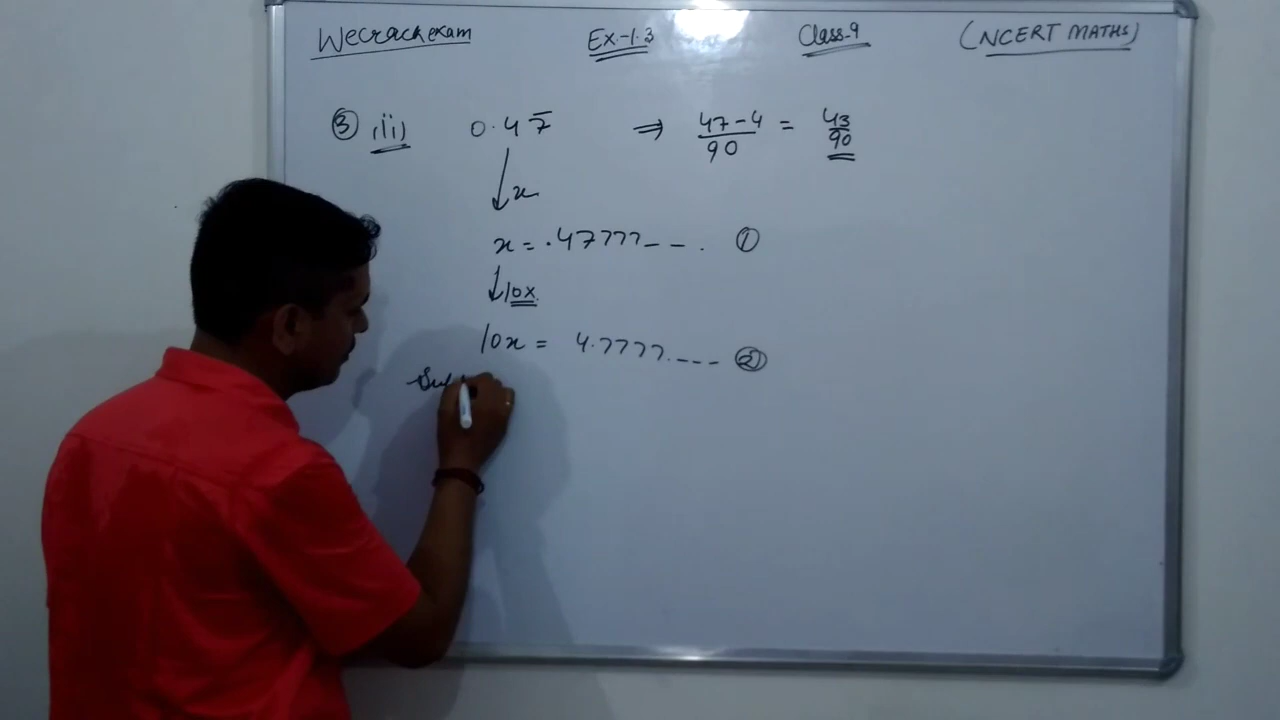 Wecrackexam Ex.-1.3 Class-9 (NCERT MATHS)
③ (ii) 0.47̅ ⇒ 47-4/90 = 43/90
x
x = .47777--. ①
10x.
10x = 4.7777.--- ②